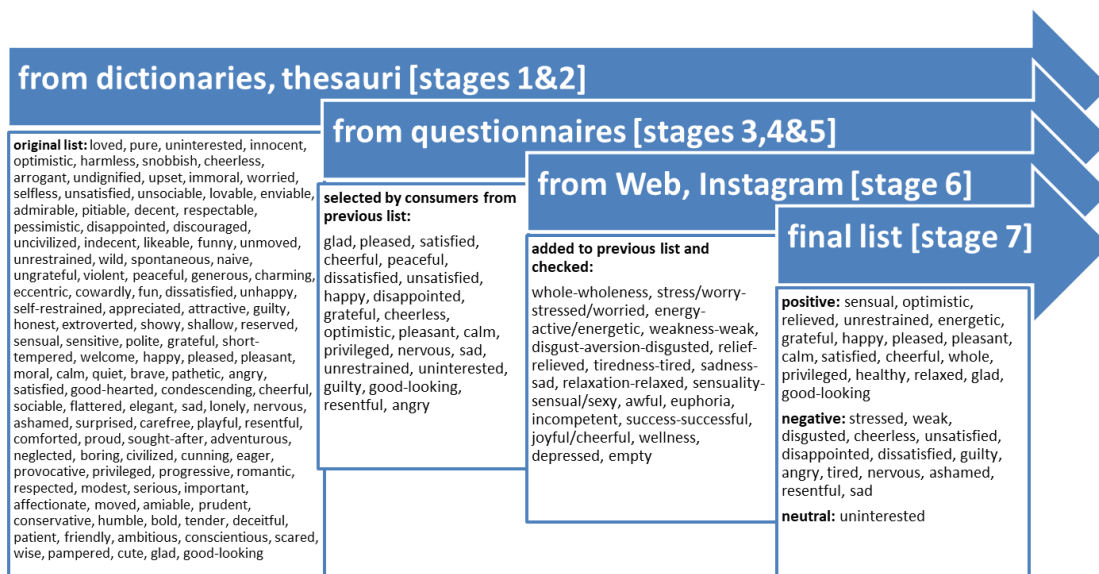 from dictionaries, thesauri [stages 1&2]
original list: loved, pure, uninterested, innocent,
optimistic, harmless, snobbish, cheerless,
arrogant, undignified, upset, immoral, worried,
selfless, unsatisfied, unsociable, lovable, enviable,
admirable, pitiable, decent, respectable,
pessimistic, disappointed, discouraged,
uncivilized, indecent, likeable, funny, unmoved,
unrestrained, wild, spontaneous, naive,
ungrateful, violent, peaceful, generous, charming,
eccentric, cowardly, fun, dissatisfied, unhappy,
self-restrained, appreciated, attractive, guilty,
honest, extroverted, showy, shallow, reserved,
sensual, sensitive, polite, grateful, short-
tempered, welcome, happy, pleased, pleasant,
moral, calm, quiet, brave, pathetic, angry,
satisfied, good-hearted, condescending, cheerful,
sociable, flattered, elegant, sad, lonely, nervous,
ashamed, surprised, carefree, playful, resentful,
comforted, proud, sought-after, adventurous,
neglected, boring, civilized, cunning, eager,
provocative, privileged, progressive, romantic,
respected, modest, serious, important,
affectionate, moved, amiable, prudent,
conservative, humble, bold, tender, deceitful,
patient, friendly, ambitious, conscientious, scared,
wise, pampered, cute, glad, good-looking
from questionnaires [stages 3,4&5]
selected by consumers from
previous list:
glad, pleased, satisfied,
cheerful, peaceful,
dissatisfied, unsatisfied,
happy, disappointed,
grateful, cheerless,
optimistic, pleasant, calm,
privileged, nervous, sad,
unrestrained, uninterested,
guilty, good-looking,
resentful, angry
from Web, Instagram [stage 6]
added to previous list and
checked:
whole-wholeness, stress/worry-
stressed/worried, energy-
active/energetic, weakness-weak,
disgust-aversion-disgusted, relief-
relieved, tiredness-tired, sadness-
sad, relaxation-relaxed, sensuality-
sensual/sexy, awful, euphoria,
incompetent, success-successful,
joyful/cheerful, wellness,
depressed, empty
final list [stage 7]
positive: sensual, optimistic,
relieved, unrestrained, energetic,
grateful, happy, pleased, pleasant,
calm, satisfied, cheerful, whole,
privileged, healthy, relaxed, glad,
good-looking
negative: stressed, weak,
disgusted, cheerless, unsatisfied,
disappointed, dissatisfied, guilty,
angry, tired, nervous, ashamed,
resentful, sad
neutral: uninterested